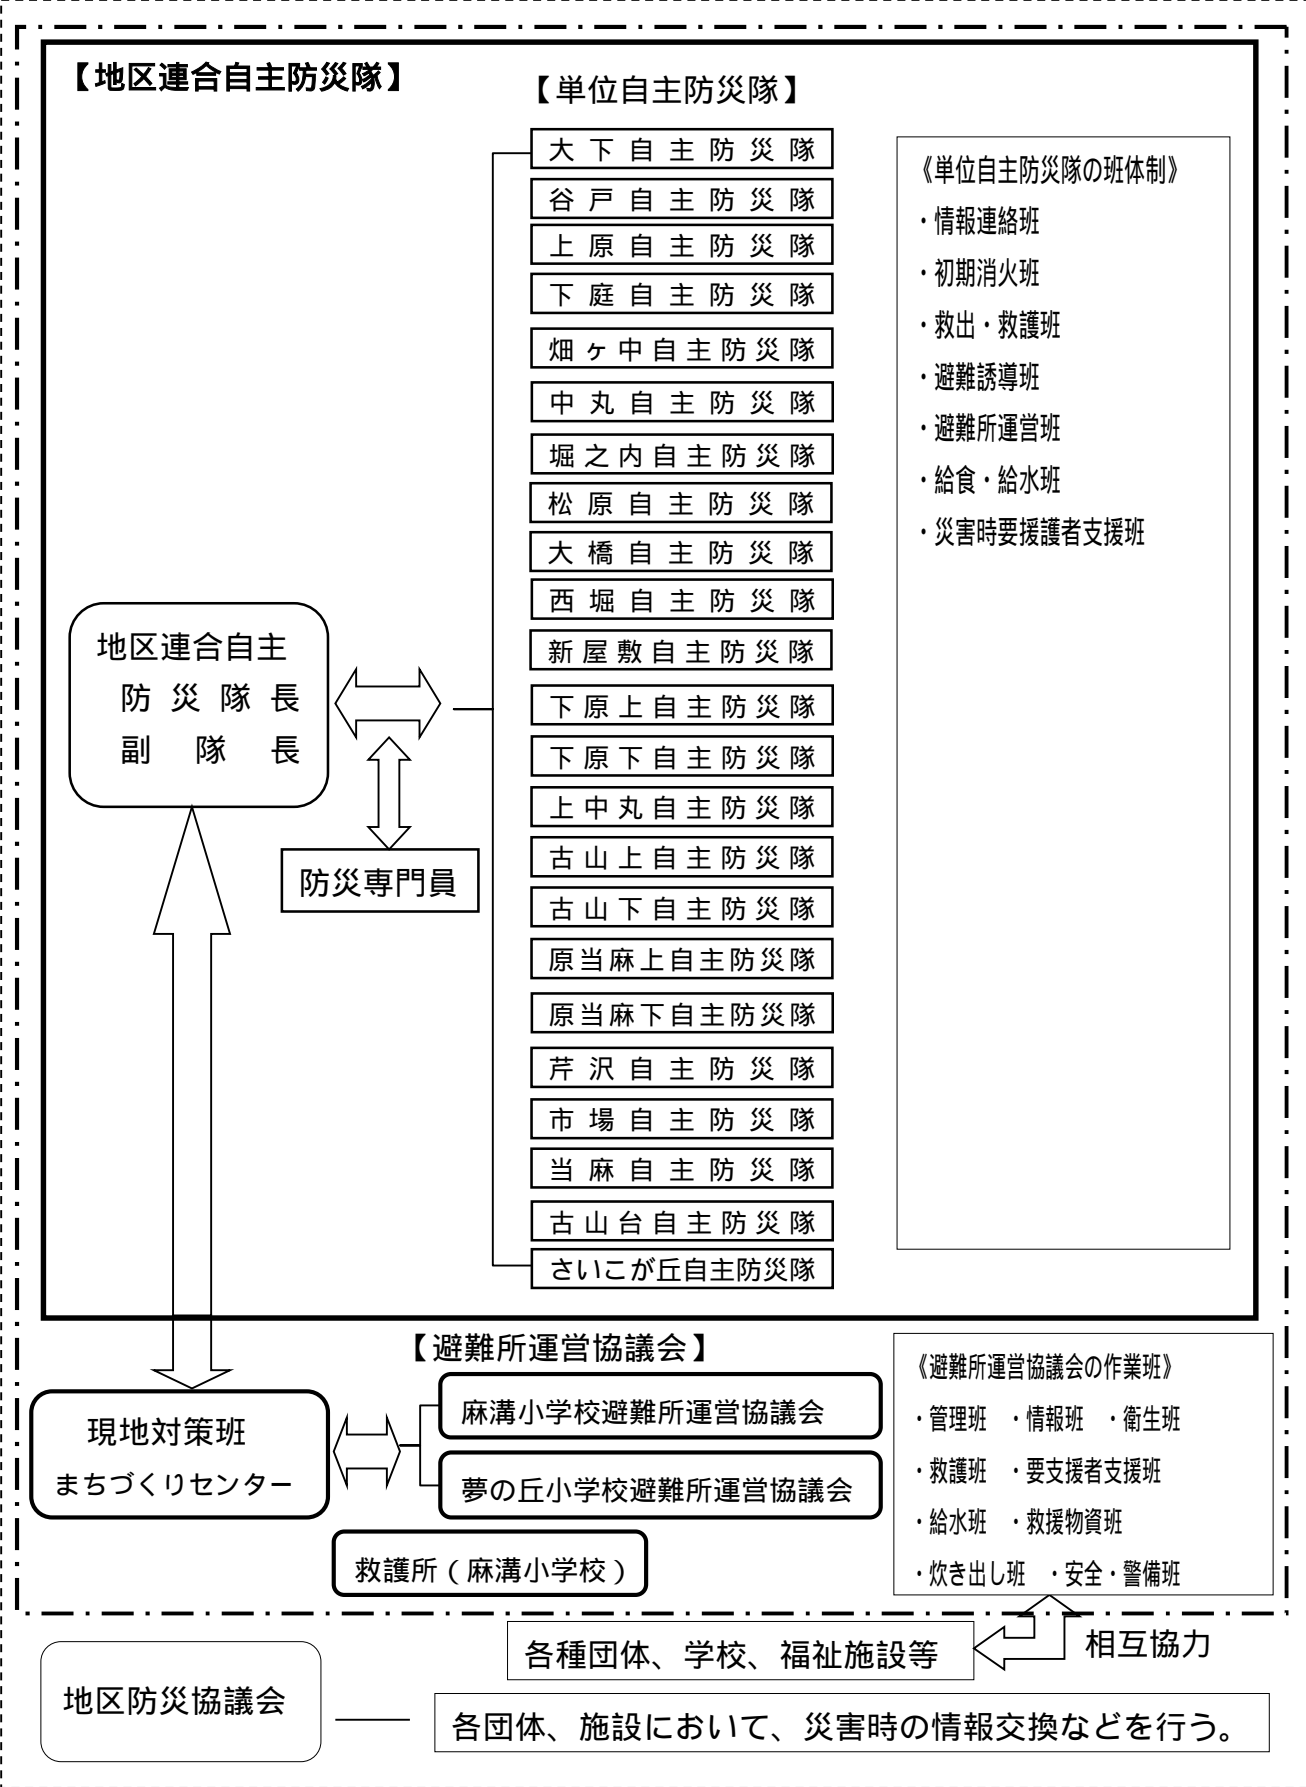 【地区連合自主防災隊】
【単位自主防災隊】
大下自主防災隊
谷戸自主防災隊
上原自主防災隊
下庭自主防災隊
畑ヶ中自主防災隊
中丸自主防災隊
堀之内自主防災隊
松原自主防災隊
大橋自主防災隊
西堀自主防災隊
新屋敷自主防災隊
下原上自主防災隊
下原下自主防災隊
上中丸自主防災隊
古山上自主防災隊
古山下自主防災隊
原当麻上自主防災隊
原当麻下自主防災隊
芹沢自主防災隊
市場自主防災隊
当麻自主防災隊
古山台自主防災隊
さいこが丘自主防災隊
《単位自主防災隊の班体制》
・情報連絡班
・初期消火班
・救出・救護班
・避難誘導班
・避難所運営班
・給食・給水班
・災害時要援護者支援班
地区連合自主
防災隊長
副隊長
防災専門員
【避難所運営協議会】
現地対策班
まちづくりセンター
麻溝小学校避難所運営協議会
夢の丘小学校避難所運営協議会
救護所（麻溝小学校）
《避難所運営協議会の作業班》
・管理班 ・情報班 ・衛生班
・救護班 ・要支援者支援班
・給水班 ・救援物資班
・炊き出し班 ・安全・警備班
各種団体、学校、福祉施設等
相互協力
地区防災協議会
各団体、施設において、災害時の情報交換などを行う。